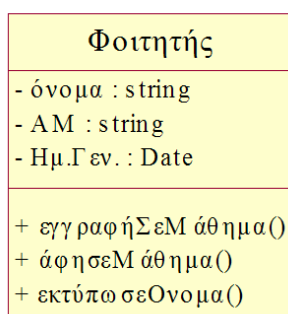 Φοιτητής
- όνομα : string
- ΑΜ : string
- Ημ.Γεν. : Date
+ εγγραφήΣεΜάθημα()
+ άφησεΜάθημα()
+ εκτύπωσεΟνομα()